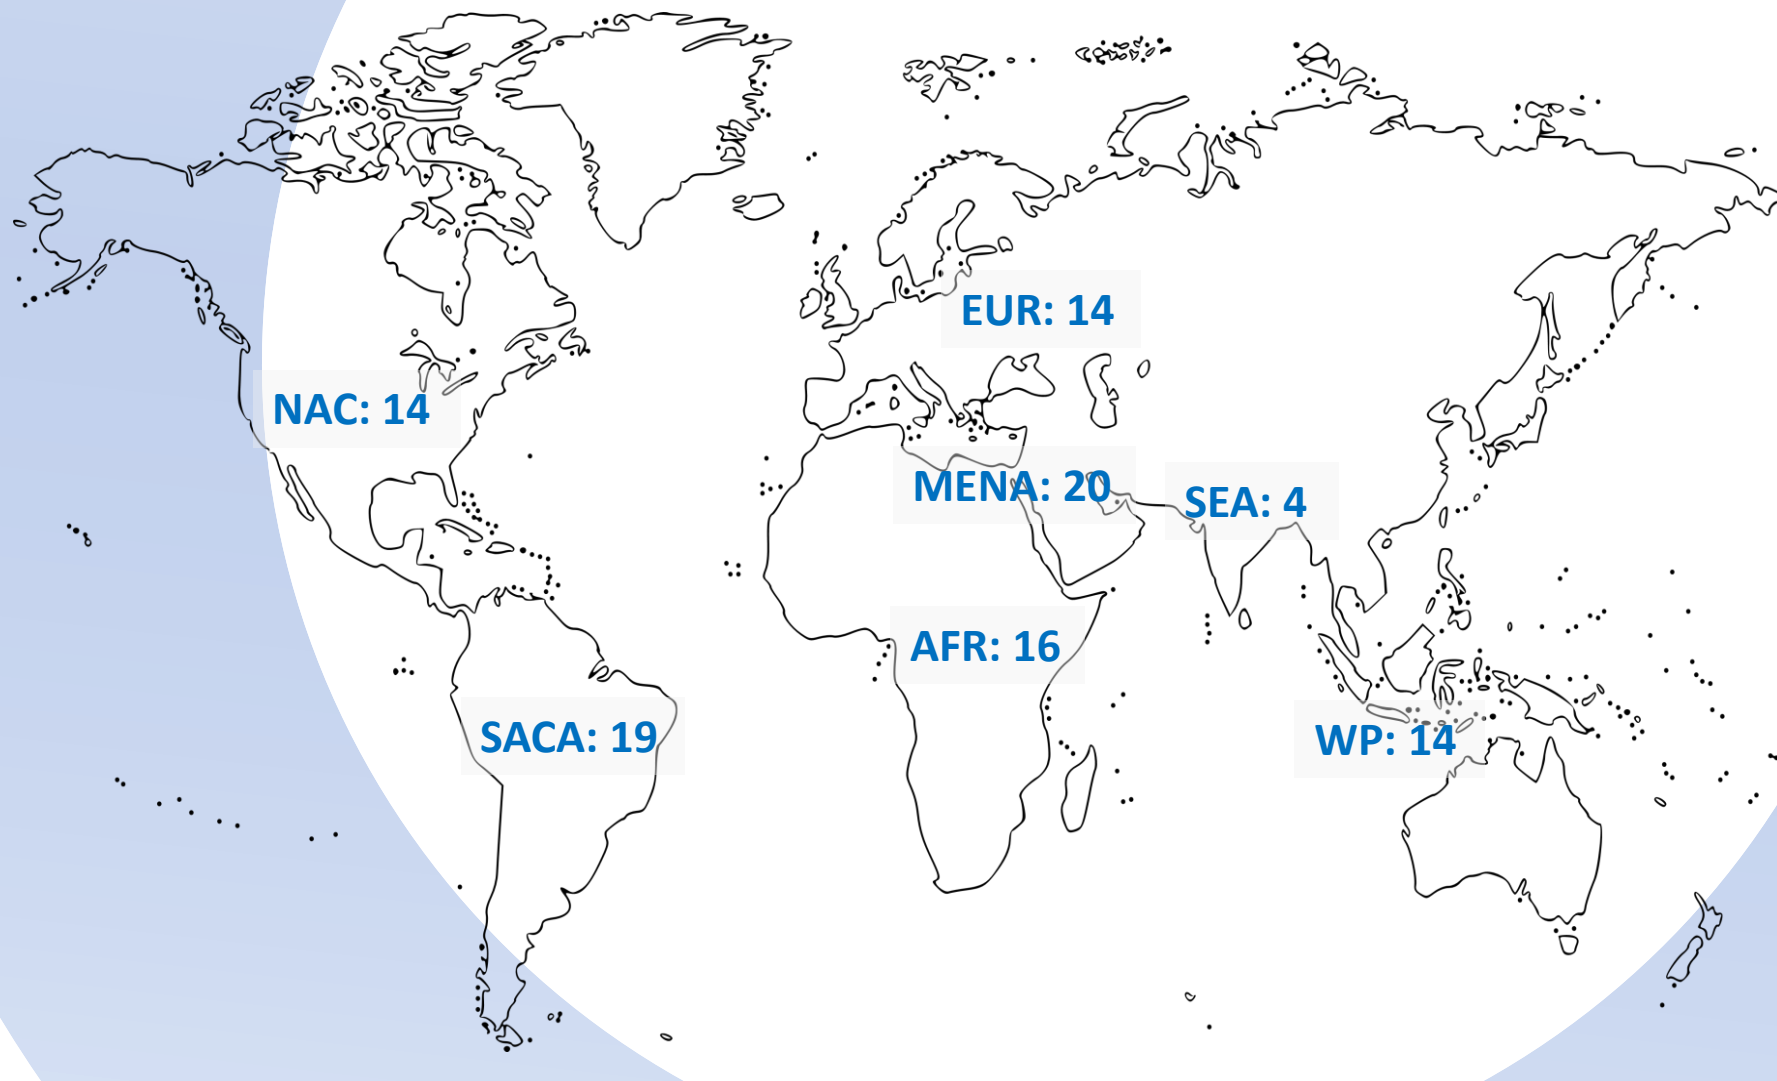 EUR: 14
NAC: 14
MENA: 20
SEA: 4
AFR: 16
SACA: 19
WP: 14